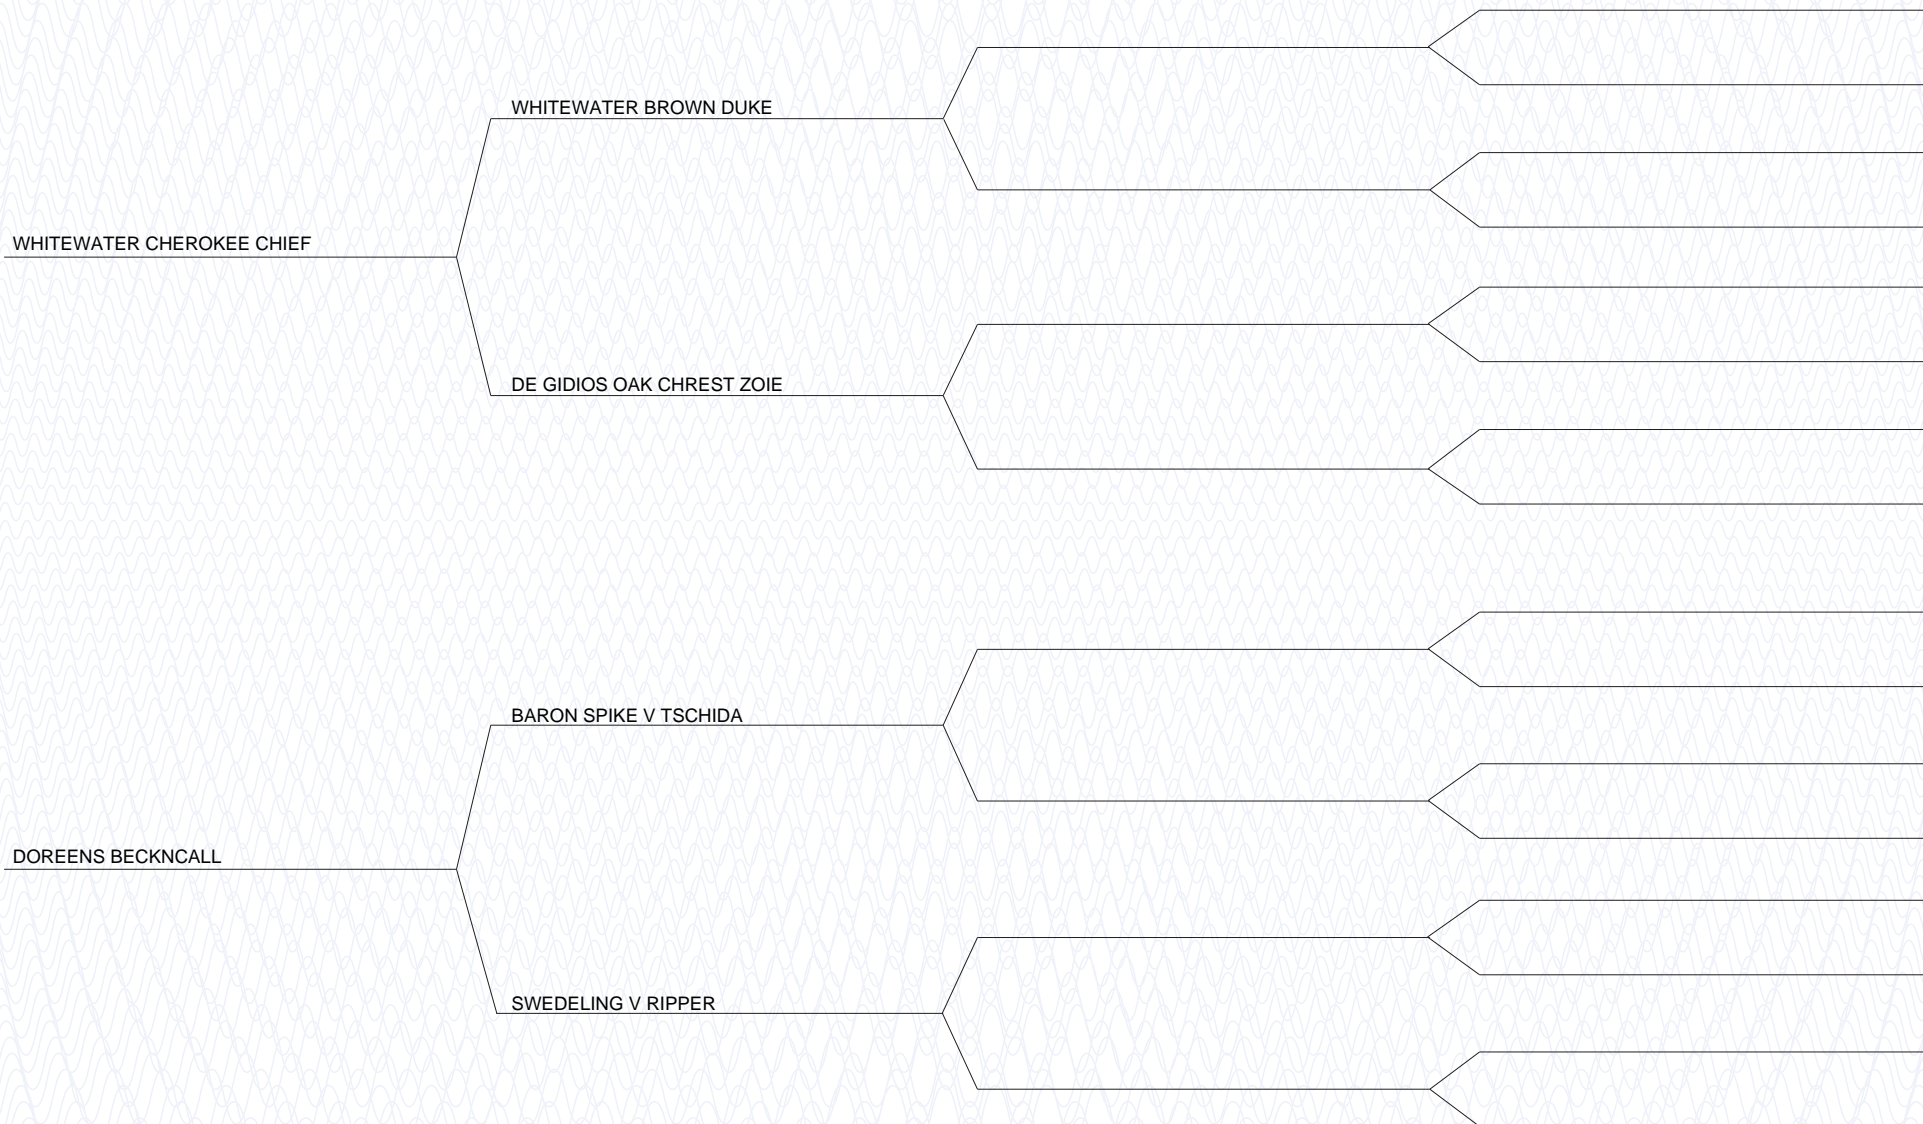 WHITEWATER BROWN DUKE
WHITEWATER CHEROKEE CHIEF
DE GIDIOS OAK CHREST ZOIE
BARON SPIKE V TSCHIDA
DOREENS BECKNCALL
SWEDELING V RIPPER